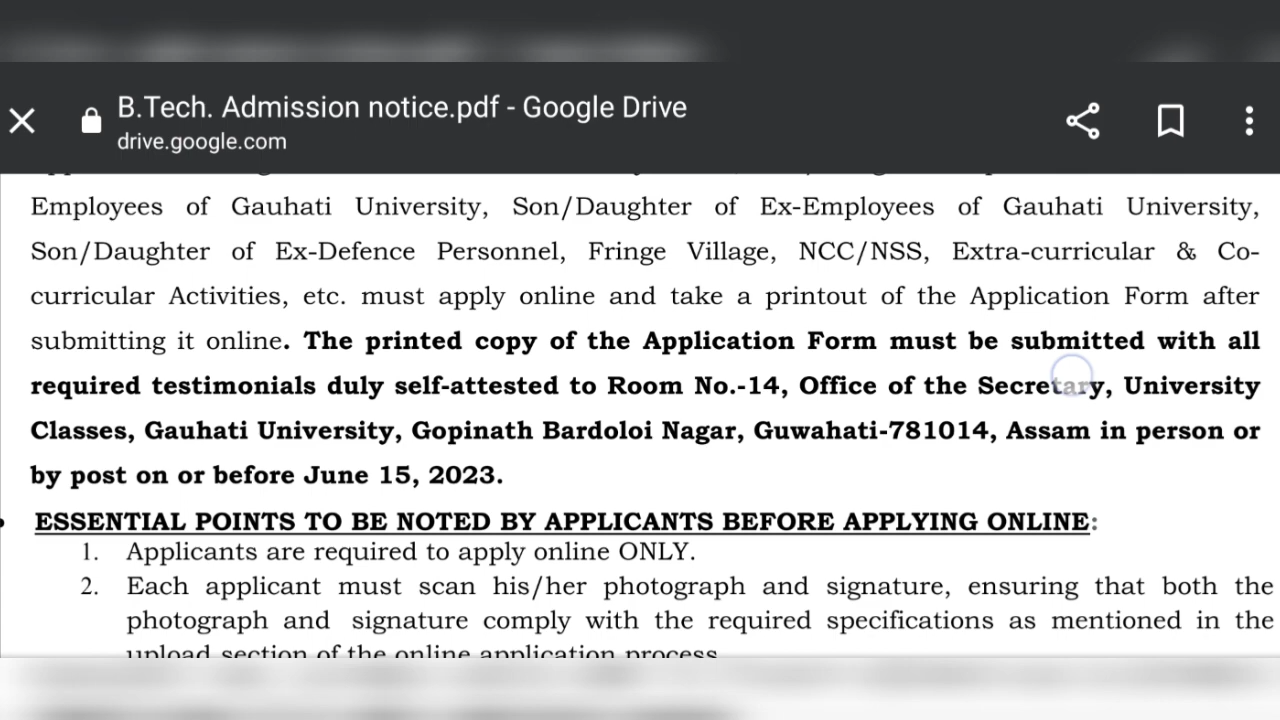 B.Tech. Admission notice.pdf - Google Drive
drive.google.com
Employees of Gauhati University, Son/Daughter of Ex-Employees of Gauhati University,
Son/Daughter of Ex-Defence Personnel, Fringe Village, NCC/NSS, Extra-curricular & Co-
curricular Activities, etc. must apply online and take a printout of the Application Form after
submitting it online. The printed copy of the Application Form must be submitted with all
required testimonials duly self-attested to Room No.-14, Office of the Secretary, University
Classes, Gauhati University, Gopinath Bardoloi Nagar, Guwahati-781014, Assam in person or
by post on or before June 15, 2023.
• ESSENTIAL POINTS TO BE NOTED BY APPLICANTS BEFORE APPLYING ONLINE:
1. Applicants are required to apply online ONLY.
2. Each applicant must scan his/her photograph and signature, ensuring that both the
photograph and signature comply with the required specifications as mentioned in the
upload section of the online application process